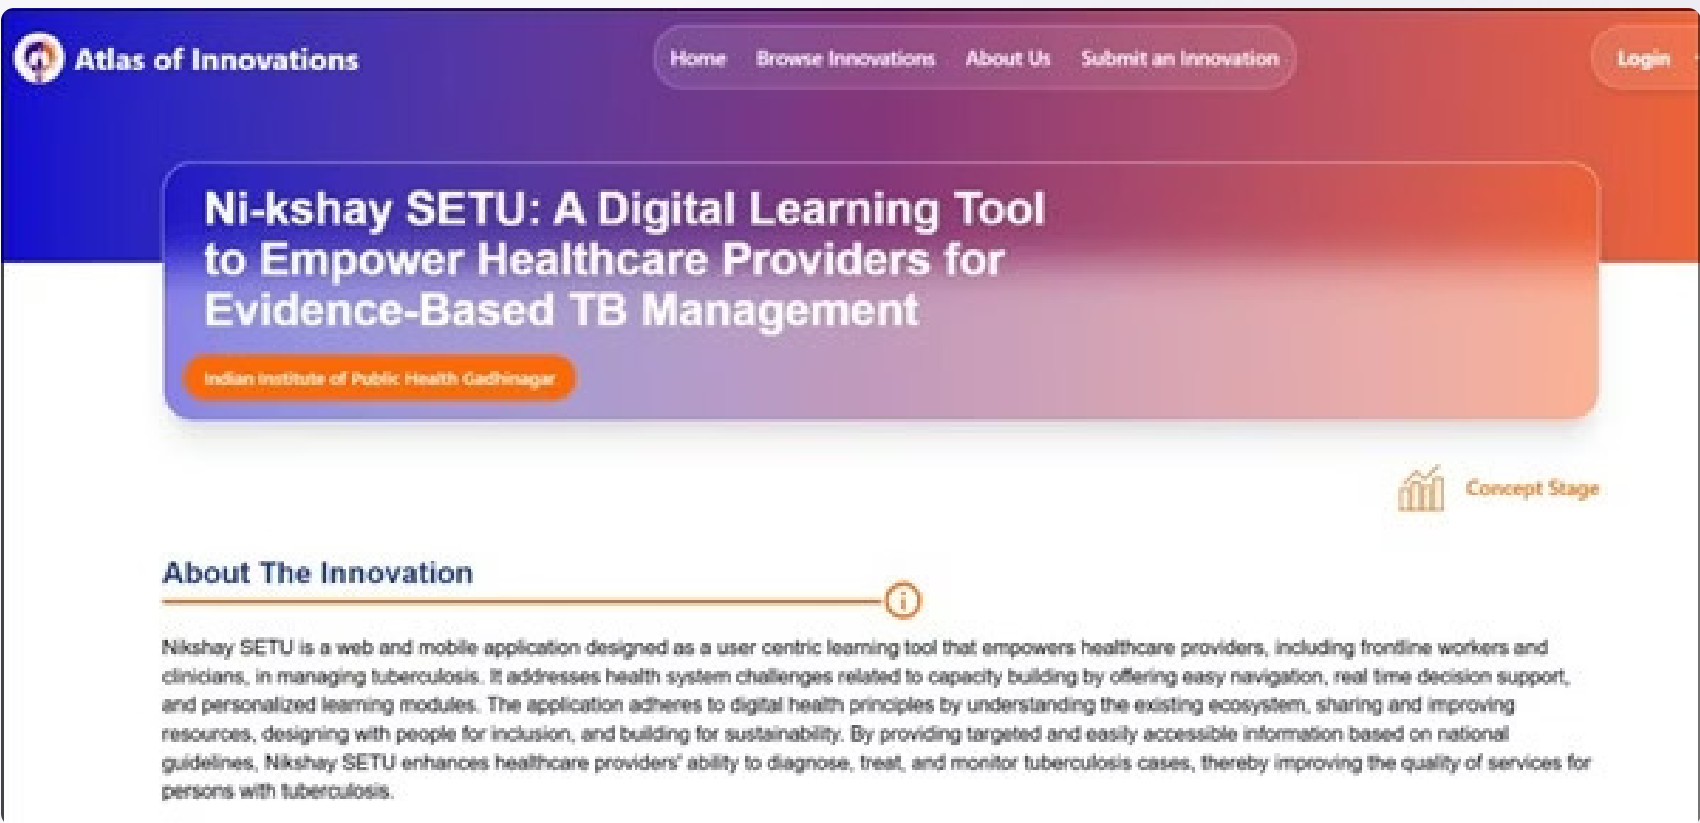 Atlas of Innovations
Home Browse Innovations About Us Submit an Innovation
Login
Ni-kshay SETU: A Digital Learning Tool
to Empower Healthcare Providers for
Evidence-Based TB Management
Indian Institute of Public Health Gadhinagar
Concept Stage
About The Innovation
Nikshay SETU is a web and mobile application designed as a user centric learning tool that empowers healthcare providers, including frontline workers and
clinicians, in managing tuberculosis. It addresses health system challenges related to capacity building by offering easy navigation, real time decision support,
and personalized learning modules. The application adheres to digital health principles by understanding the existing ecosystem, sharing and improving
resources, designing with people for inclusion, and building for sustainability. By providing targeted and easily accessible information based on national
guidelines, Nikshay SETU enhances healthcare providers' ability to diagnose, treat, and monitor tuberculosis cases, thereby improving the quality of services for
persons with tuberculosis.